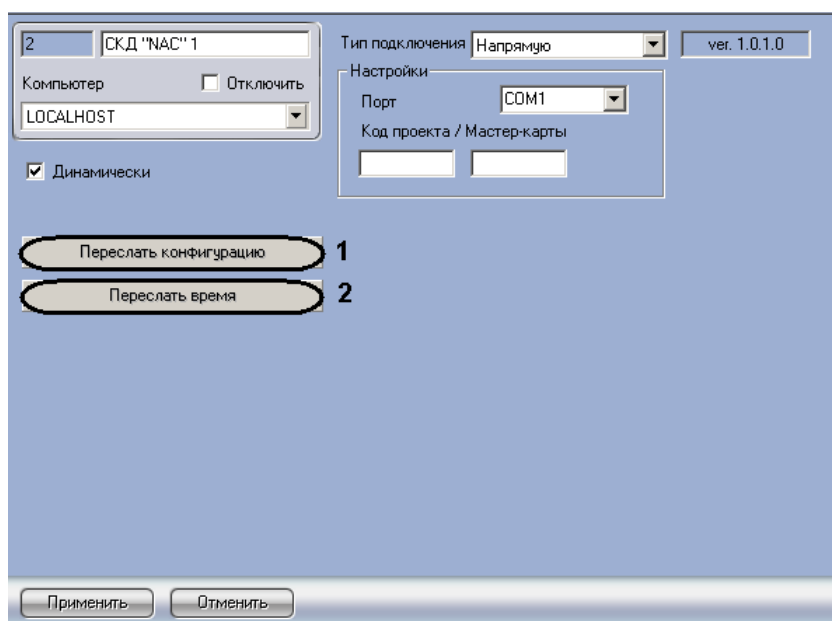 2 СКД "NAC" 1
Тип подключения Напрямую
ver. 1.0.1.0
Компьютер Отключить
LOCALHOST
Настройки
Порт COM1
Код проекта / Мастер-карты
Динамически
Переслать конфигурацию 1
Переслать время 2
Применить Отменить